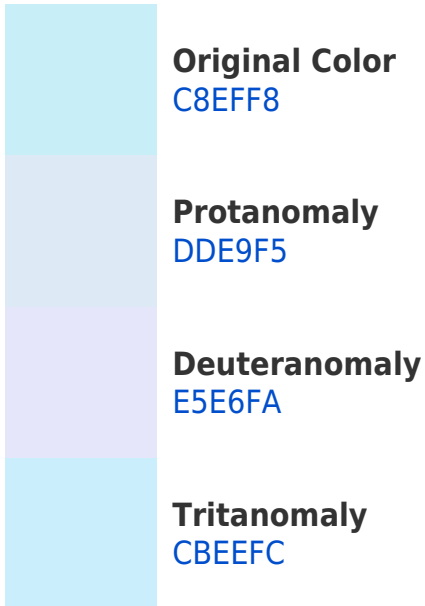 Original Color
C8EFF8
Protanomaly
DDE9F5
Deuteranomaly
E5E6FA
Tritanomaly
CBEEFC